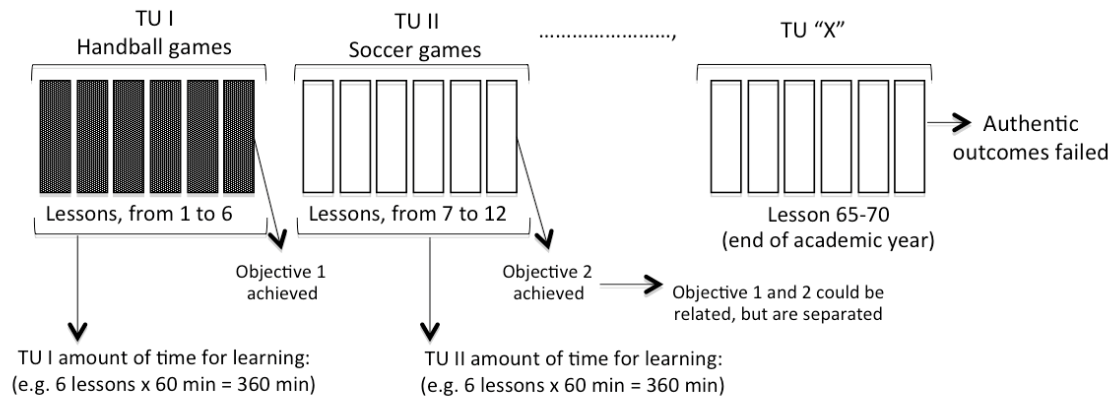 TU I
Handball games
TU II
Soccer games
……………………,
TU “X”
Authentic
outcomes failed
Lessons, from 1 to 6
Lessons, from 7 to 12
Lesson 65-70
(end of academic year)
Objective 1
achieved
Objective 2
achieved
Objective 1 and 2 could be
related, but are separated
TU I amount of time for learning:
(e.g. 6 lessons x 60 min = 360 min)
TU II amount of time for learning:
(e.g. 6 lessons x 60 min = 360 min)